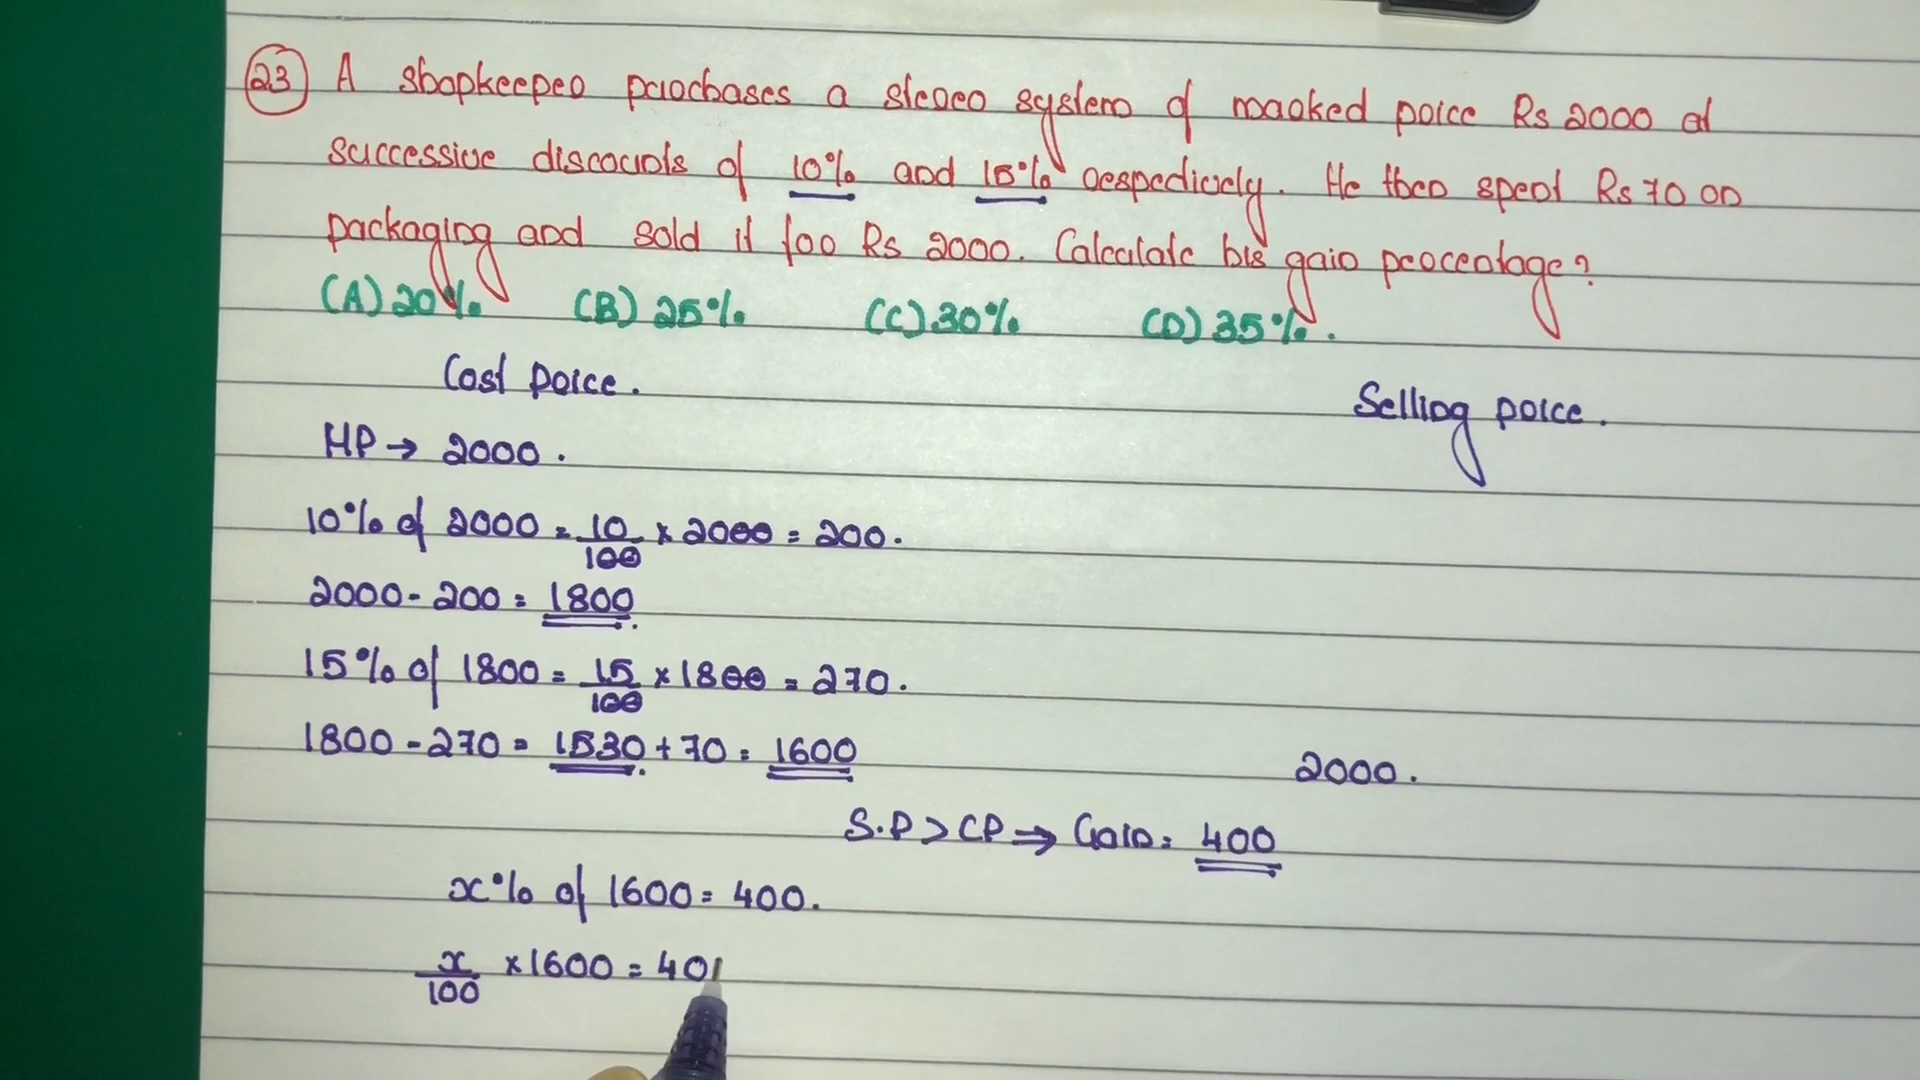 23 A shopkeeper purchases a stereo system of marked price Rs 2000 at
successive discounts of 10% and 15% respectively. He then spent Rs 70 on
packaging and sold it for Rs 2000. Calculate his gain percentage?
(A) 20% (B) 25% (C) 30% (D) 35%.
Cost price. Selling price.
MP → 2000.
10% of 2000 = 10/100 × 2000 = 200.
2000 - 200 = 1800.
15% of 1800 = 15/100 × 1800 = 270.
1800 - 270 = 1530 + 70 = 1600 2000.
S.P > CP ⇒ Gain = 400
x% of 1600 = 400.
x/100 × 1600 = 40